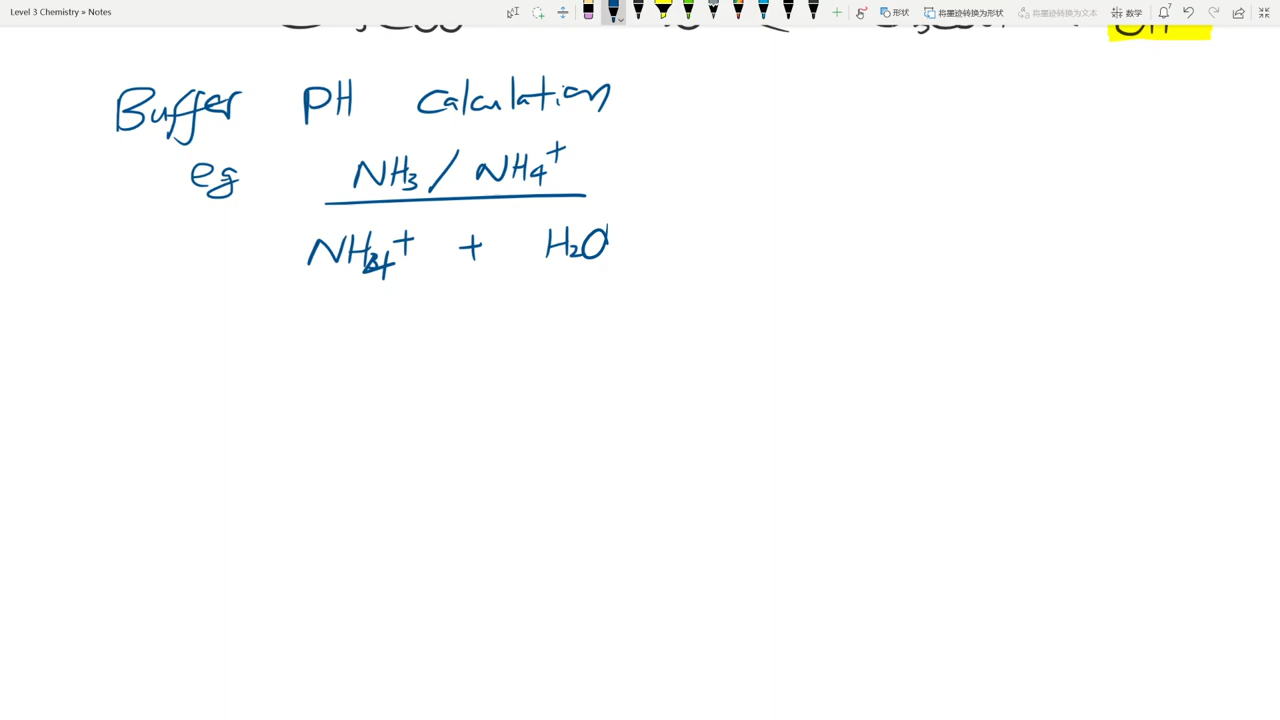 Level 3 Chemistry » Notes
形状 将墨迹转换为形状 将墨迹转换为文本 数学 7
Buffer PH Calculation
eg NH3 / NH4+
NH4+ + H2O